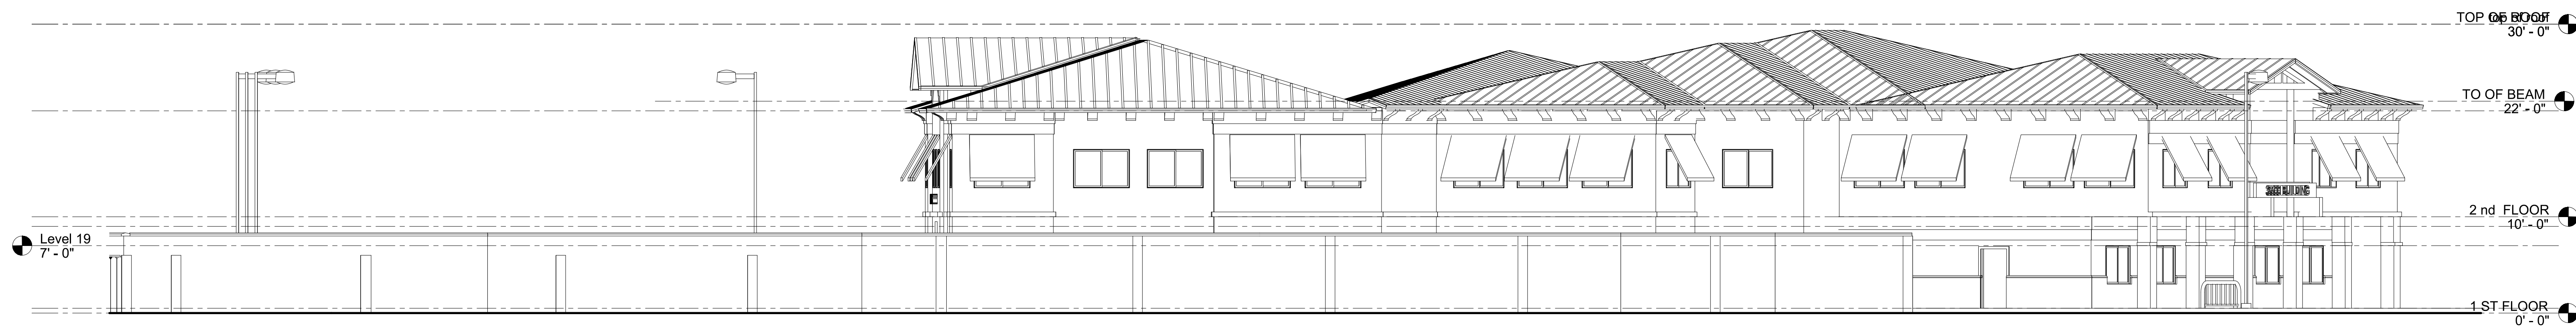 TOP OF ROOF
30' - 0"
TO OF BEAM
22' - 0"
2 nd FLOOR
10' - 0"
Level 19
7' - 0"
1 ST FLOOR
0' - 0"